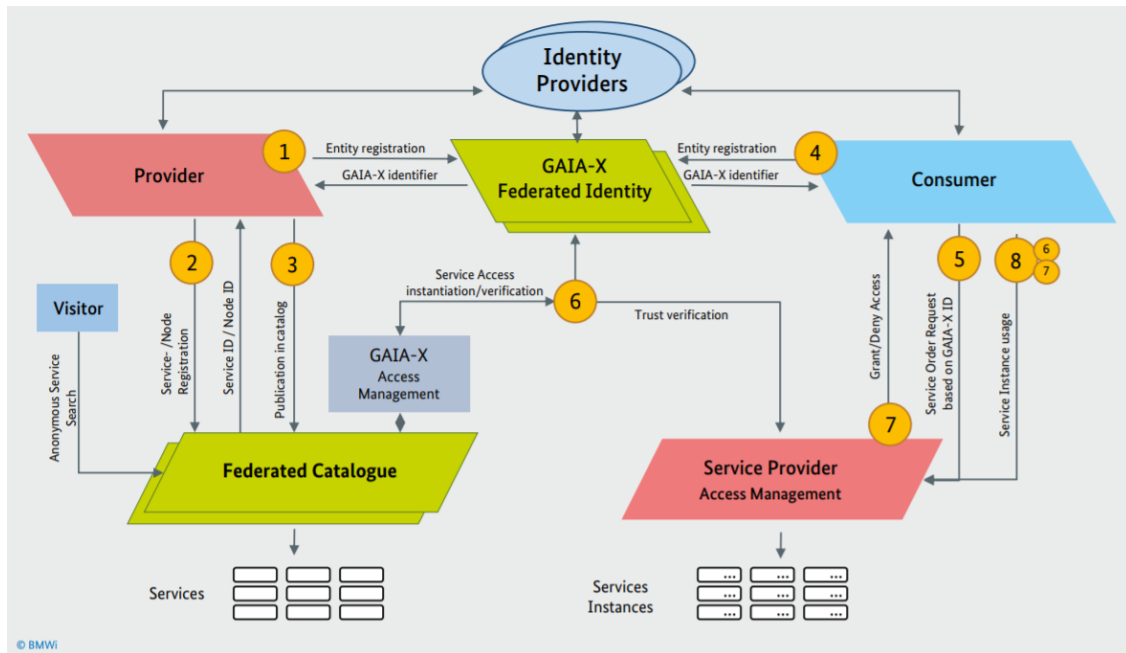 Identity
Providers
1
Entity registration
Provider
GAIA-X identifier
GAIA-X
Federated Identity
Entity registration
4
GAIA-X identifier
Consumer
2
3
Service Access
instantiation/verification
6
Trust verification
5
8
6
7
Visitor
Anonymous Service
Search
Service- /Node
Registration
Service ID / Node ID
Publication in catalog
GAIA-X
Access
Management
Grant/Deny Access
Service Order Request
based on GAIA-X ID
Service Instance usage
7
Federated Catalogue
Service Provider
Access Management
Services
Services
Instances
...
...
...
...
...
...
...
...
...
© BMWi